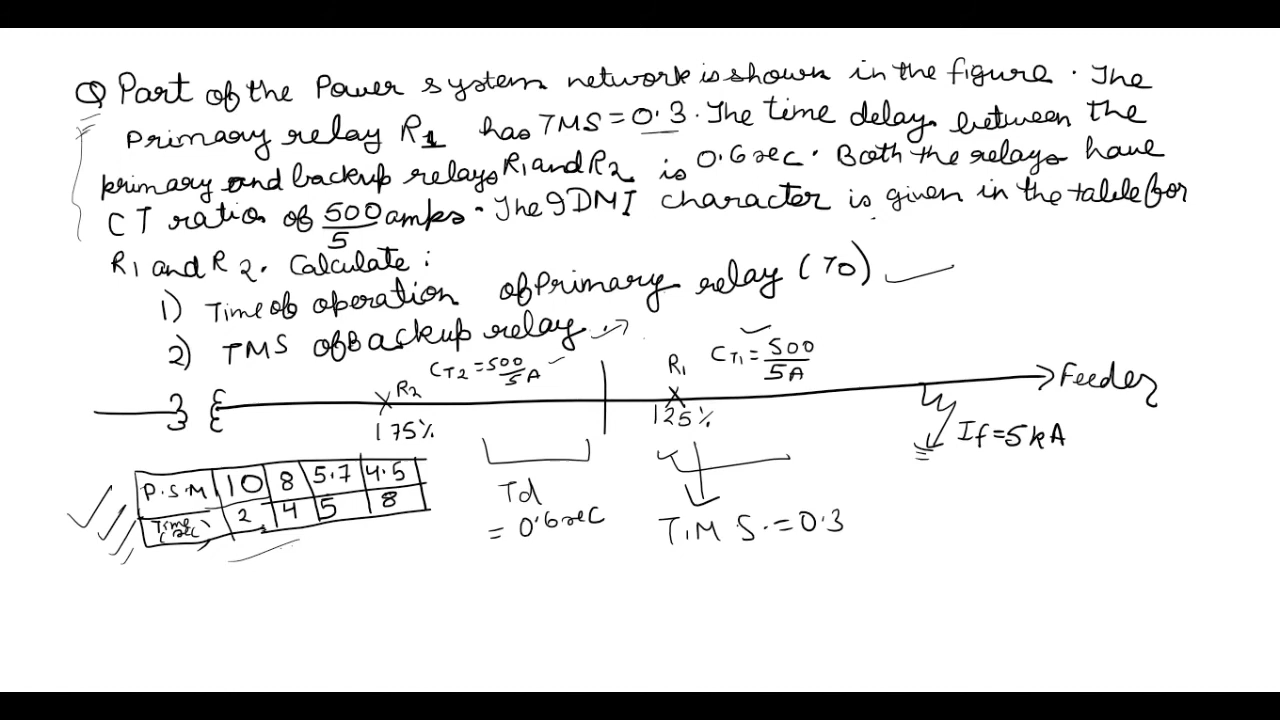 Q Part of the Power system network is shown in the figure. The
Primary relay R1 has TMS = 0.3. The time delay between the
primary and backup relays R1 and R2 is 0.6 sec. Both the relays have
CT ratio of 500/5 amps. The IDMI character is given in the table for
R1 and R2. Calculate:
1) Time of operation of Primary relay (TO)
2) TMS of Backup relay
CT2 = 500/5A
R2
175%
R1
CT1 = 500/5A
125%
Feeder
If = 5kA
P.S.M 10 8 5.7 4.5
Time (sec) 2 4 5 8
Td
= 0.6 sec
T.M.S. = 0.3